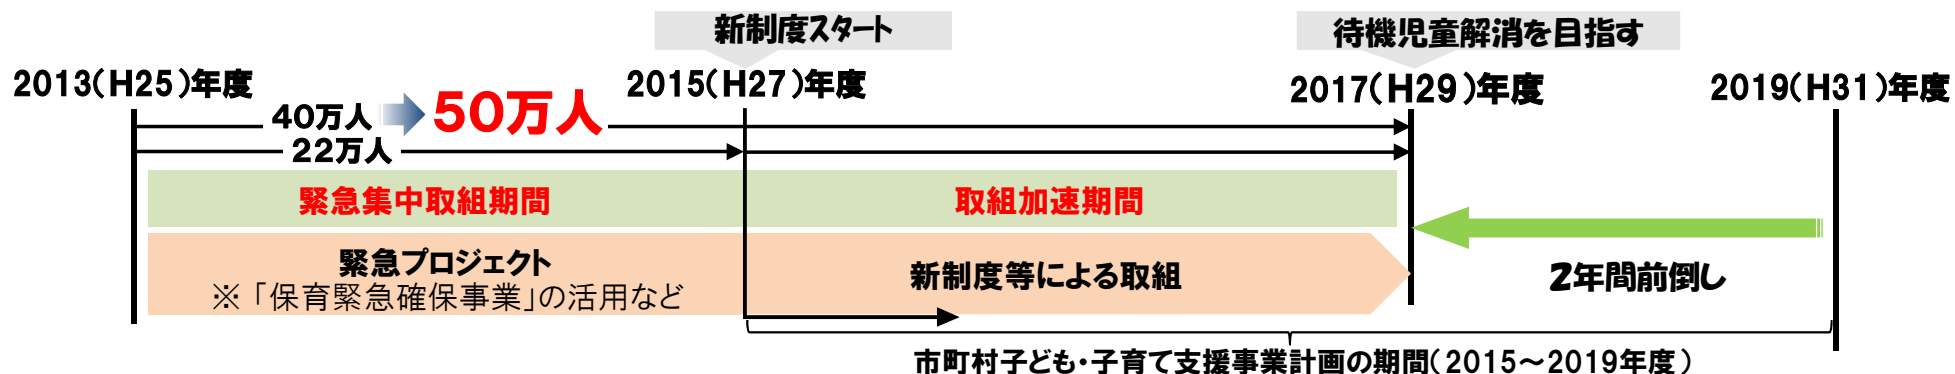 新制度スタート
待機児童解消を目指す
2013(H25)年度
2015(H27)年度
2017(H29)年度
2019(H31)年度
40万人
50万人
22万人
緊急集中取組期間
取組加速期間
緊急プロジェクト
※「保育緊急確保事業」の活用など
新制度等による取組
2年間前倒し
市町村子ども・子育て支援事業計画の期間(2015～2019年度)